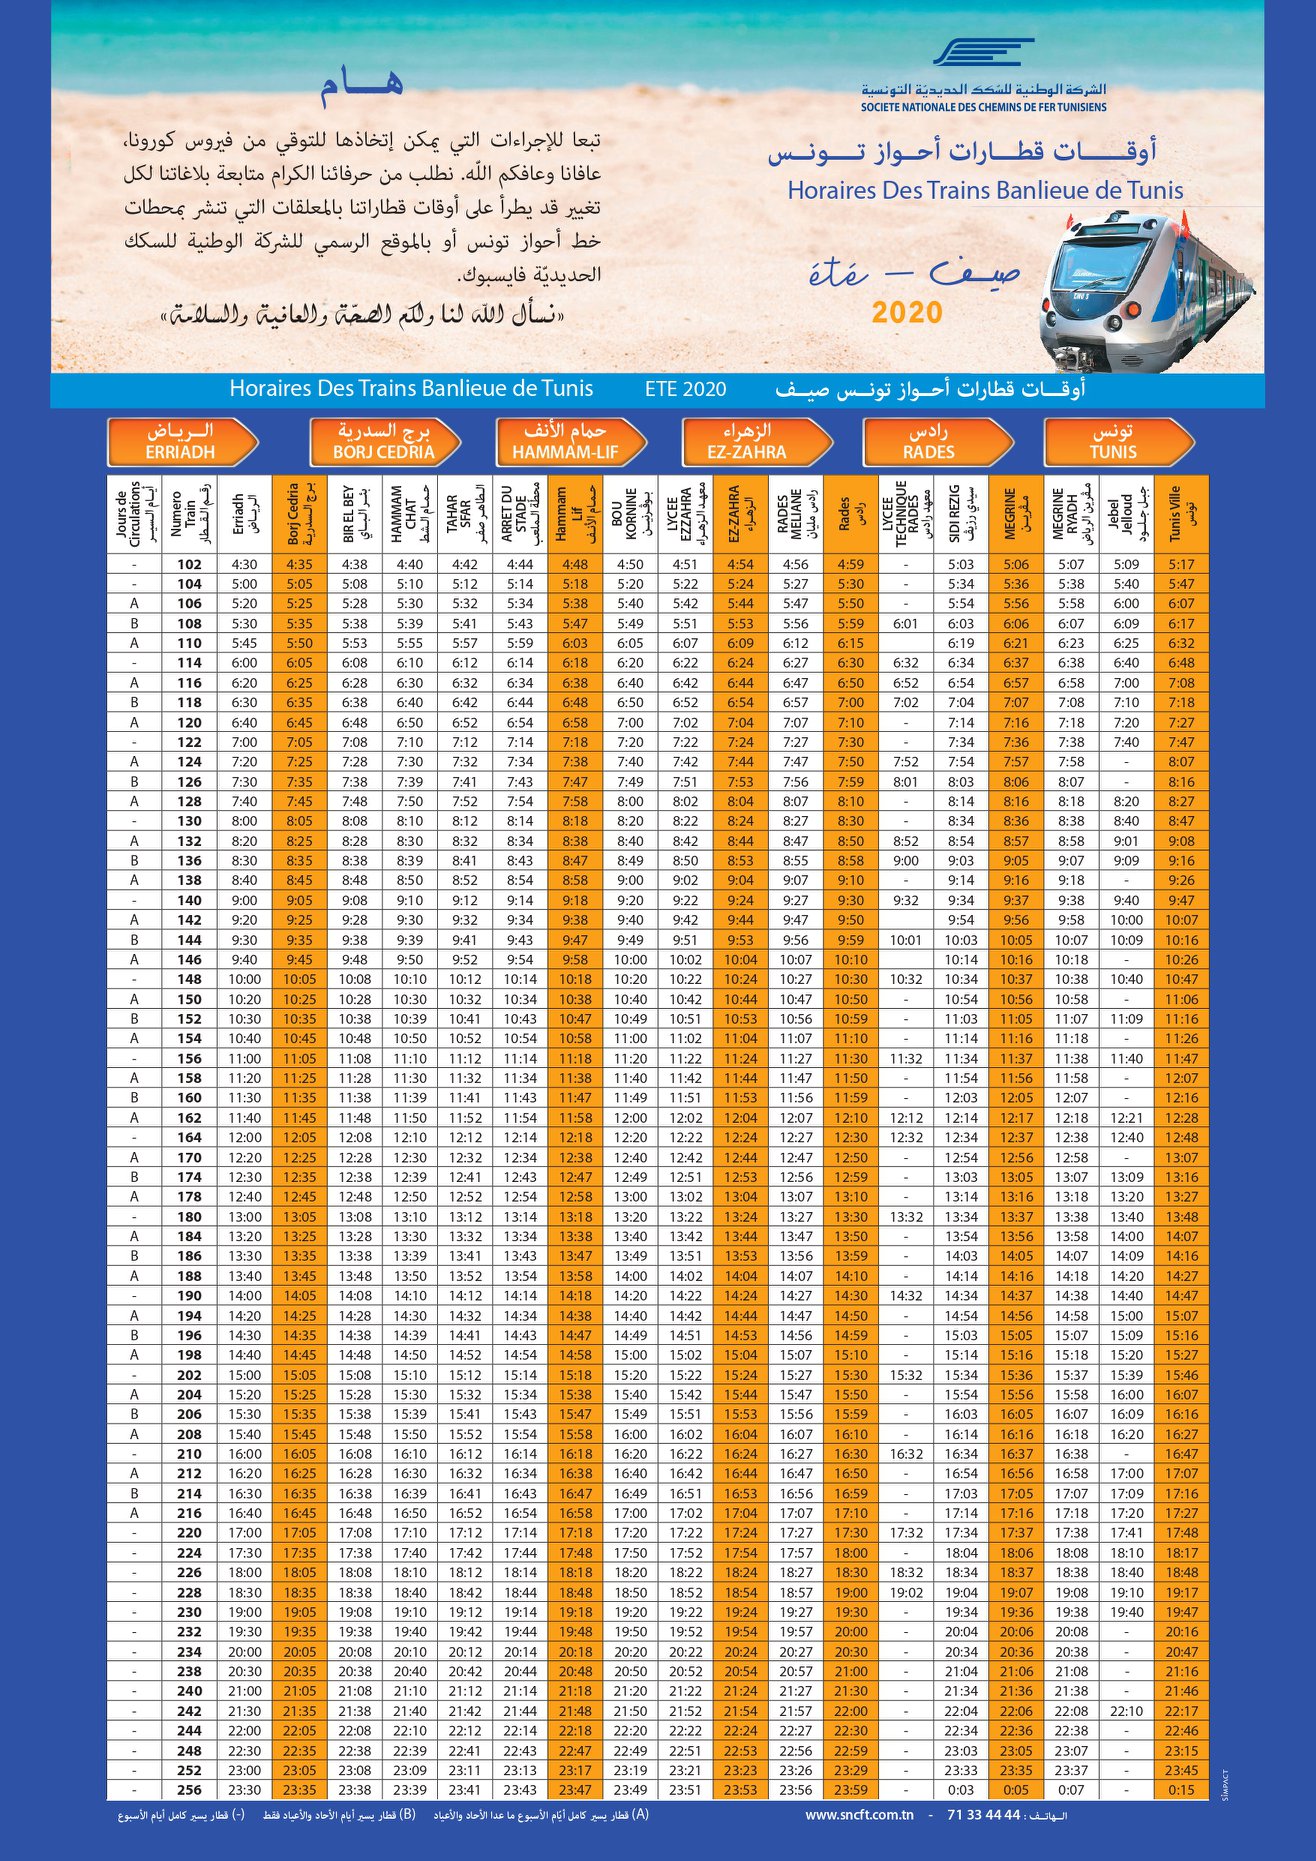 هـــام
تبعا للإجراءات التي يمكن إتخاذها للتوقي من فيروس كورونا،
عافانا وعافكم الله. نطلب من حرفائنا الكرام متابعة بلاغاتنا لكل
تغيير قد يطرأ على أوقات قطاراتنا بالمعلقات التي تنشر بمحطات
خط أحواز تونس أو بالموقع الرسمي للشركة الوطنية للسكك
الحديديّة فايسبوك.
«نسأل الله لنا ولكم الصحّة والعافية والسلامة»
الشركة الوطنية للسّكك الحديديّة التونسية
SOCIETE NATIONALE DES CHEMINS DE FER TUNISIENS
أوقـــات قطـارات أحـواز تـونـس
Horaires Des Trains Banlieue de Tunis
été – صيـف
2020
Horaires Des Trains Banlieue de Tunis ETE 2020 أوقـــات قطـارات أحـواز تونـس صيـف
الـريـاض برج السدرية حمام الأنف الزهراء رادس تونس
ERRIADH BORJ CEDRIA HAMMAM-LIF EZ-ZAHRA RADES TUNIS
Jours de Circulations أيـام السيـر
Numero Train رقم القطار
Erriadh الريـاض
Borj Cedria برج السدرية
BIR EL BEY بئـر البـاي
HAMMAM CHAT حمـام الشط
TAHAR SFAR الطاهر صفر
ARRET DU STADE محطة الملعب
Hammam Lif حمـام الأنـف
BOU KORNINE بـوقرنيـن
LYCEE EZZAHRA معهد الزهراء
EZ-ZAHRA الزهراء
RADES MELIANE رادس مليان
Rades رادس
LYCEE TECHNIQUE RADES معهد رادس
SIDI REZIG سيدي رزيق
MEGRINE مـقريـن
MEGRINE RYADH مقرين الرياض
Jebel Jelloud جبـل جلـود
Tunis Ville تونس
- 102 4:30 4:35 4:38 4:40 4:42 4:44 4:48 4:50 4:51 4:54 4:56 4:59 - 5:03 5:06 5:07 5:09 5:17
- 104 5:00 5:05 5:08 5:10 5:12 5:14 5:18 5:20 5:22 5:24 5:27 5:30 - 5:34 5:36 5:38 5:40 5:47
A 106 5:20 5:25 5:28 5:30 5:32 5:34 5:38 5:40 5:42 5:44 5:47 5:50 - 5:54 5:56 5:58 6:00 6:07
B 108 5:30 5:35 5:38 5:39 5:41 5:43 5:47 5:49 5:51 5:53 5:56 5:59 6:01 6:03 6:06 6:07 6:09 6:17
A 110 5:45 5:50 5:53 5:55 5:57 5:59 6:03 6:05 6:07 6:09 6:12 6:15 6:19 6:21 6:23 6:25 6:32
- 114 6:00 6:05 6:08 6:10 6:12 6:14 6:18 6:20 6:22 6:24 6:27 6:30 6:32 6:34 6:37 6:38 6:40 6:48
A 116 6:20 6:25 6:28 6:30 6:32 6:34 6:38 6:40 6:42 6:44 6:47 6:50 6:52 6:54 6:57 6:58 7:00 7:08
B 118 6:30 6:35 6:38 6:40 6:42 6:44 6:48 6:50 6:52 6:54 6:57 7:00 7:02 7:04 7:07 7:08 7:10 7:18
A 120 6:40 6:45 6:48 6:50 6:52 6:54 6:58 7:00 7:02 7:04 7:07 7:10 - 7:14 7:16 7:18 7:20 7:27
- 122 7:00 7:05 7:08 7:10 7:12 7:14 7:18 7:20 7:22 7:24 7:27 7:30 - 7:34 7:36 7:38 7:40 7:47
A 124 7:20 7:25 7:28 7:30 7:32 7:34 7:38 7:40 7:42 7:44 7:47 7:50 7:52 7:54 7:57 7:58 - 8:07
B 126 7:30 7:35 7:38 7:39 7:41 7:43 7:47 7:49 7:51 7:53 7:56 7:59 8:01 8:03 8:06 8:07 - 8:16
A 128 7:40 7:45 7:48 7:50 7:52 7:54 7:58 8:00 8:02 8:04 8:07 8:10 - 8:14 8:16 8:18 8:20 8:27
- 130 8:00 8:05 8:08 8:10 8:12 8:14 8:18 8:20 8:22 8:24 8:27 8:30 - 8:34 8:36 8:38 8:40 8:47
A 132 8:20 8:25 8:28 8:30 8:32 8:34 8:38 8:40 8:42 8:44 8:47 8:50 8:52 8:54 8:57 8:58 9:01 9:08
B 136 8:30 8:35 8:38 8:39 8:41 8:43 8:47 8:49 8:50 8:53 8:55 8:58 9:00 9:03 9:05 9:07 9:09 9:16
A 138 8:40 8:45 8:48 8:50 8:52 8:54 8:58 9:00 9:02 9:04 9:07 9:10 - 9:14 9:16 9:18 - 9:26
- 140 9:00 9:05 9:08 9:10 9:12 9:14 9:18 9:20 9:22 9:24 9:27 9:30 9:32 9:34 9:37 9:38 9:40 9:47
A 142 9:20 9:25 9:28 9:30 9:32 9:34 9:38 9:40 9:42 9:44 9:47 9:50 9:54 9:56 9:58 10:00 10:07
B 144 9:30 9:35 9:38 9:39 9:41 9:43 9:47 9:49 9:51 9:53 9:56 9:59 10:01 10:03 10:05 10:07 10:09 10:16
A 146 9:40 9:45 9:48 9:50 9:52 9:54 9:58 10:00 10:02 10:04 10:07 10:10 10:14 10:16 10:18 - 10:26
- 148 10:00 10:05 10:08 10:10 10:12 10:14 10:18 10:20 10:22 10:24 10:27 10:30 10:32 10:34 10:37 10:38 10:40 10:47
A 150 10:20 10:25 10:28 10:30 10:32 10:34 10:38 10:40 10:42 10:44 10:47 10:50 - 10:54 10:56 10:58 - 11:06
B 152 10:30 10:35 10:38 10:39 10:41 10:43 10:47 10:49 10:51 10:53 10:56 10:59 - 11:03 11:05 11:07 11:09 11:16
A 154 10:40 10:45 10:48 10:50 10:52 10:54 10:58 11:00 11:02 11:04 11:07 11:10 - 11:14 11:16 11:18 - 11:26
- 156 11:00 11:05 11:08 11:10 11:12 11:14 11:18 11:20 11:22 11:24 11:27 11:30 11:32 11:34 11:37 11:38 11:40 11:47
A 158 11:20 11:25 11:28 11:30 11:32 11:34 11:38 11:40 11:42 11:44 11:47 11:50 - 11:54 11:56 11:58 - 12:07
B 160 11:30 11:35 11:38 11:39 11:41 11:43 11:47 11:49 11:51 11:53 11:56 11:59 - 12:03 12:05 12:07 - 12:16
A 162 11:40 11:45 11:48 11:50 11:52 11:54 11:58 12:00 12:02 12:04 12:07 12:10 12:12 12:14 12:17 12:18 12:21 12:28
- 164 12:00 12:05 12:08 12:10 12:12 12:14 12:18 12:20 12:22 12:24 12:27 12:30 12:32 12:34 12:37 12:38 12:40 12:48
A 170 12:20 12:25 12:28 12:30 12:32 12:34 12:38 12:40 12:42 12:44 12:47 12:50 - 12:54 12:56 12:58 - 13:07
B 174 12:30 12:35 12:38 12:39 12:41 12:43 12:47 12:49 12:51 12:53 12:56 12:59 - 13:03 13:05 13:07 13:09 13:16
A 178 12:40 12:45 12:48 12:50 12:52 12:54 12:58 13:00 13:02 13:04 13:07 13:10 - 13:14 13:16 13:18 13:20 13:27
- 180 13:00 13:05 13:08 13:10 13:12 13:14 13:18 13:20 13:22 13:24 13:27 13:30 13:32 13:34 13:37 13:38 13:40 13:48
A 184 13:20 13:25 13:28 13:30 13:32 13:34 13:38 13:40 13:42 13:44 13:47 13:50 - 13:54 13:56 13:58 14:00 14:07
B 186 13:30 13:35 13:38 13:39 13:41 13:43 13:47 13:49 13:51 13:53 13:56 13:59 - 14:03 14:05 14:07 14:09 14:16
A 188 13:40 13:45 13:48 13:50 13:52 13:54 13:58 14:00 14:02 14:04 14:07 14:10 - 14:14 14:16 14:18 14:20 14:27
- 190 14:00 14:05 14:08 14:10 14:12 14:14 14:18 14:20 14:22 14:24 14:27 14:30 14:32 14:34 14:37 14:38 14:40 14:47
A 194 14:20 14:25 14:28 14:30 14:32 14:34 14:38 14:40 14:42 14:44 14:47 14:50 - 14:54 14:56 14:58 15:00 15:07
B 196 14:30 14:35 14:38 14:39 14:41 14:43 14:47 14:49 14:51 14:53 14:56 14:59 - 15:03 15:05 15:07 15:09 15:16
A 198 14:40 14:45 14:48 14:50 14:52 14:54 14:58 15:00 15:02 15:04 15:07 15:10 - 15:14 15:16 15:18 15:20 15:27
- 202 15:00 15:05 15:08 15:10 15:12 15:14 15:18 15:20 15:22 15:24 15:27 15:30 15:32 15:34 15:36 15:37 15:39 15:46
A 204 15:20 15:25 15:28 15:30 15:32 15:34 15:38 15:40 15:42 15:44 15:47 15:50 - 15:54 15:56 15:58 16:00 16:07
B 206 15:30 15:35 15:38 15:39 15:41 15:43 15:47 15:49 15:51 15:53 15:56 15:59 - 16:03 16:05 16:07 16:09 16:16
A 208 15:40 15:45 15:48 15:50 15:52 15:54 15:58 16:00 16:02 16:04 16:07 16:10 - 16:14 16:16 16:18 16:20 16:27
- 210 16:00 16:05 16:08 16:10 16:12 16:14 16:18 16:20 16:22 16:24 16:27 16:30 16:32 16:34 16:37 16:38 - 16:47
A 212 16:20 16:25 16:28 16:30 16:32 16:34 16:38 16:40 16:42 16:44 16:47 16:50 - 16:54 16:56 16:58 17:00 17:07
B 214 16:30 16:35 16:38 16:39 16:41 16:43 16:47 16:49 16:51 16:53 16:56 16:59 - 17:03 17:05 17:07 17:09 17:16
A 216 16:40 16:45 16:48 16:50 16:52 16:54 16:58 17:00 17:02 17:04 17:07 17:10 - 17:14 17:16 17:18 17:20 17:27
- 220 17:00 17:05 17:08 17:10 17:12 17:14 17:18 17:20 17:22 17:24 17:27 17:30 17:32 17:34 17:37 17:38 17:41 17:48
- 224 17:30 17:35 17:38 17:40 17:42 17:44 17:48 17:50 17:52 17:54 17:57 18:00 - 18:04 18:06 18:08 18:10 18:17
- 226 18:00 18:05 18:08 18:10 18:12 18:14 18:18 18:20 18:22 18:24 18:27 18:30 18:32 18:34 18:37 18:38 18:40 18:48
- 228 18:30 18:35 18:38 18:40 18:42 18:44 18:48 18:50 18:52 18:54 18:57 19:00 19:02 19:04 19:07 19:08 19:10 19:17
- 230 19:00 19:05 19:08 19:10 19:12 19:14 19:18 19:20 19:22 19:24 19:27 19:30 - 19:34 19:36 19:38 19:40 19:47
- 232 19:30 19:35 19:38 19:40 19:42 19:44 19:48 19:50 19:52 19:54 19:57 20:00 - 20:04 20:06 20:08 - 20:16
- 234 20:00 20:05 20:08 20:10 20:12 20:14 20:18 20:20 20:22 20:24 20:27 20:30 - 20:34 20:36 20:38 - 20:47
- 238 20:30 20:35 20:38 20:40 20:42 20:44 20:48 20:50 20:52 20:54 20:57 21:00 - 21:04 21:06 21:08 - 21:16
- 240 21:00 21:05 21:08 21:10 21:12 21:14 21:18 21:20 21:22 21:24 21:27 21:30 - 21:34 21:36 21:38 - 21:46
- 242 21:30 21:35 21:38 21:40 21:42 21:44 21:48 21:50 21:52 21:54 21:57 22:00 - 22:04 22:06 22:08 22:10 22:17
- 244 22:00 22:05 22:08 22:10 22:12 22:14 22:18 22:20 22:22 22:24 22:27 22:30 - 22:34 22:36 22:38 - 22:46
- 248 22:30 22:35 22:38 22:39 22:41 22:43 22:47 22:49 22:51 22:53 22:56 22:59 - 23:03 23:05 23:07 - 23:15
- 252 23:00 23:05 23:08 23:09 23:11 23:13 23:17 23:19 23:21 23:23 23:26 23:29 - 23:33 23:35 23:37 - 23:45
- 256 23:30 23:35 23:38 23:39 23:41 23:43 23:47 23:49 23:51 23:53 23:56 23:59 0:03 0:05 0:07 - 0:15
(A) قطار يسير كامل أيّام الأسبوع ما عدا الآحاد والأعياد (B) قطار يسير أيام الآحاد والأعياد فقط (-) قطار يسير كامل أيام الأسبوع
www.sncft.com.tn - الهاتـف : 71 33 44 44
SIMPACT